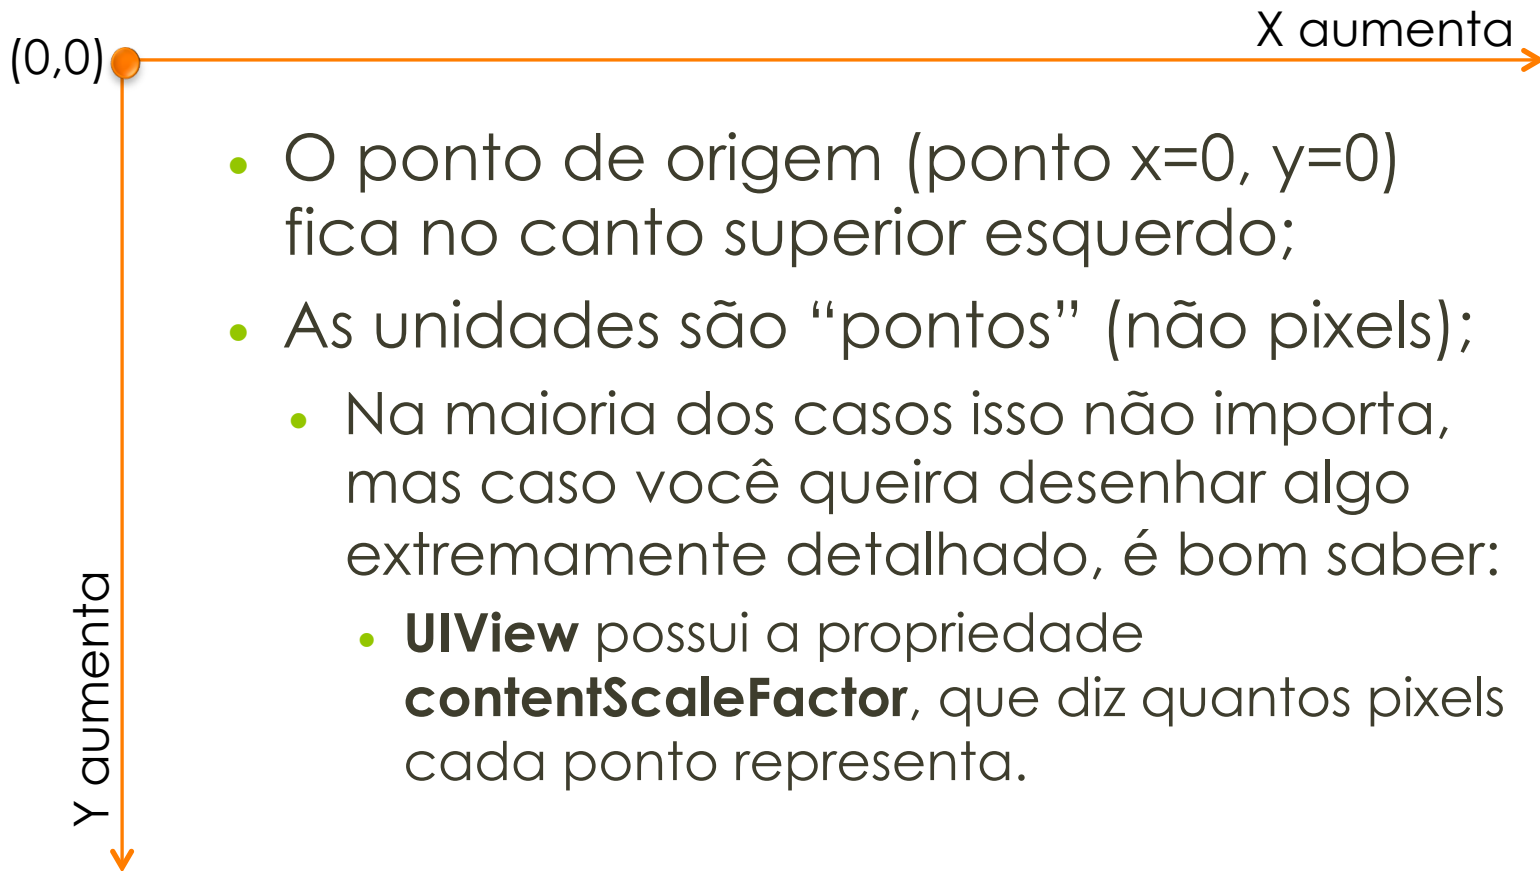 X aumenta
(0,0)
• O ponto de origem (ponto x=0, y=0)
fica no canto superior esquerdo;
• As unidades são “pontos” (não pixels);
• Na maioria dos casos isso não importa,
mas caso você queira desenhar algo
extremamente detalhado, é bom saber:
• UIView possui a propriedade
contentScaleFactor, que diz quantos pixels
cada ponto representa.
Y aumenta